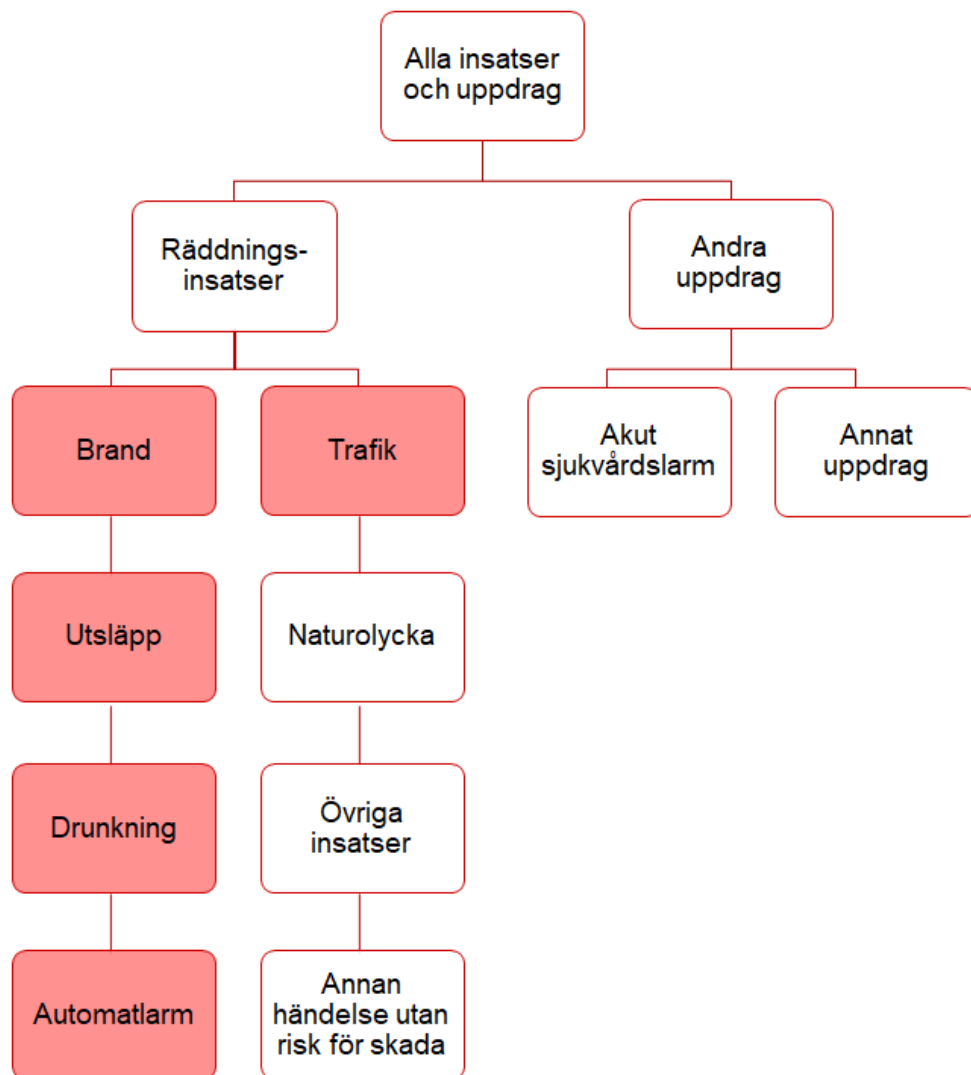 Alla insatser
och uppdrag
Räddnings-
insatser
Andra
uppdrag
Brand
Trafik
Akut
sjukvårdslarm
Annat
uppdrag
Utsläpp
Naturolycka
Drunkning
Övriga
insatser
Automatlarm
Annan
händelse utan
risk för skada